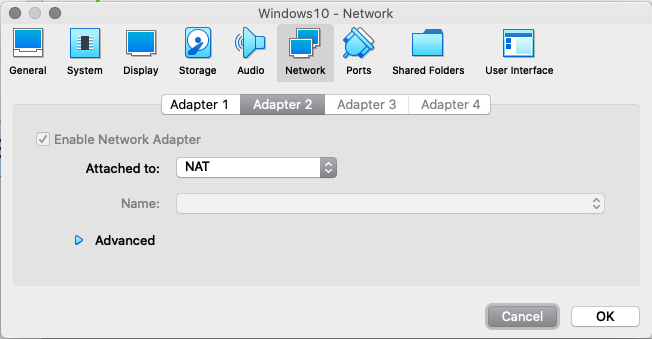 Windows10 - Network
General System Display Storage Audio Network Ports Shared Folders User Interface
Adapter 1 Adapter 2 Adapter 3 Adapter 4
Enable Network Adapter
Attached to: NAT
Name:
Advanced
Cancel OK